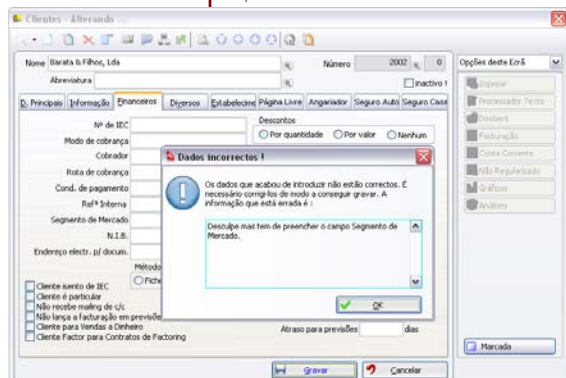 Clientes - Alterando ...
Nome Barata & Filhos, Lda Número 2002 0
Abreviatura inactivo !
D. Principais Informação Financeiros Diversos Estabelecime Página Livre Angariador Seguro Auto Seguro Casa
Nº de IEC
Modo de cobrança
Cobrador
Rota de cobrança
Cond. de pagamento
Refª Interna
Segmento de Mercado
N.I.B.
Endereço electr. p/ docum.
Descontos
Por quantidade Por valor Nenhum
Método
Fiche
Cliente isento de IEC
Cliente é particular
Não recebe mailing de c/c
Não lança a facturação em previsõe
Cliente para Vendas a Dinheiro
Cliente Factor para Contratos de Factoring
Atraso para previsões dias
Gravar Cancelar
Dados incorrectos !
Os dados que acabou de introduzir não estão correctos. É
necessário corrigi-los de modo a conseguir gravar. A
informação que está errada é :
Desculpe mas tem de preencher o campo Segmento de
Mercado.
OK
Opções deste Ecrã
Imprimir
Processador Texto
Dossiers
Facturação
Conta Corrente
Não Regularizado
Gráficos
Análises
Marcada